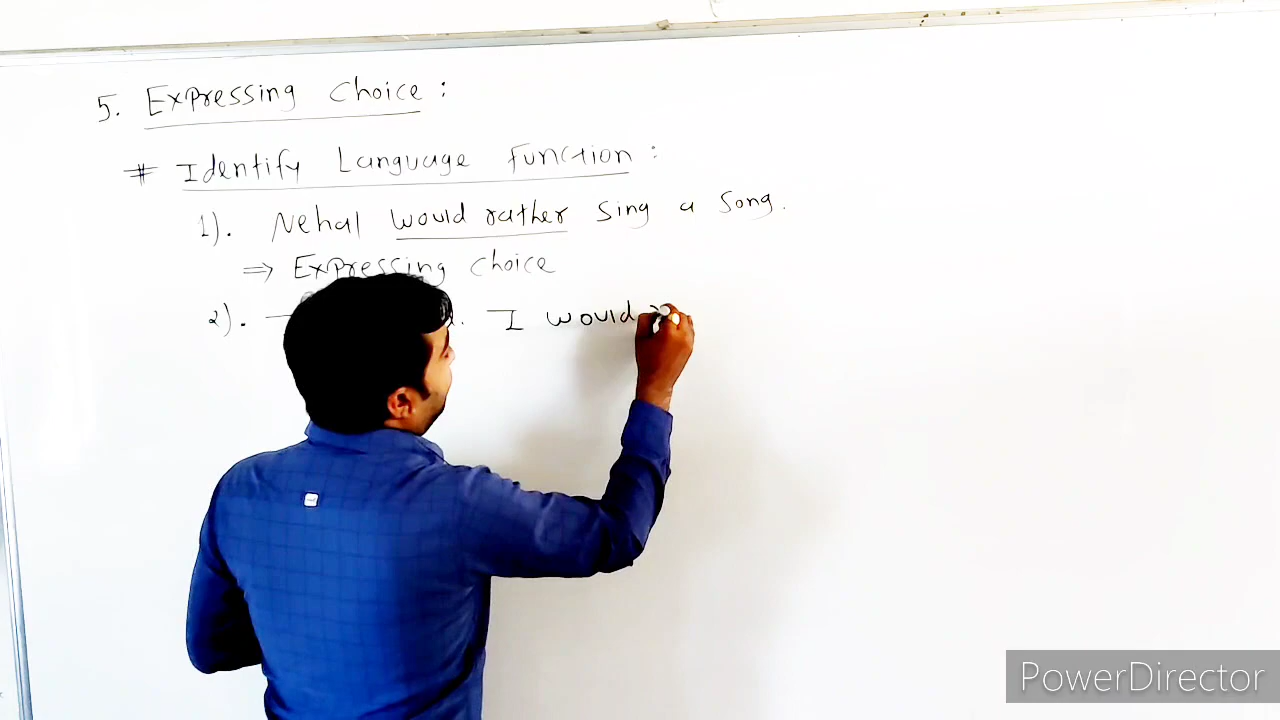 5. Expressing Choice :
# Identify Language Function :
1). Nehal would rather sing a song.
⇒ Expressing choice
2). I would
PowerDirector